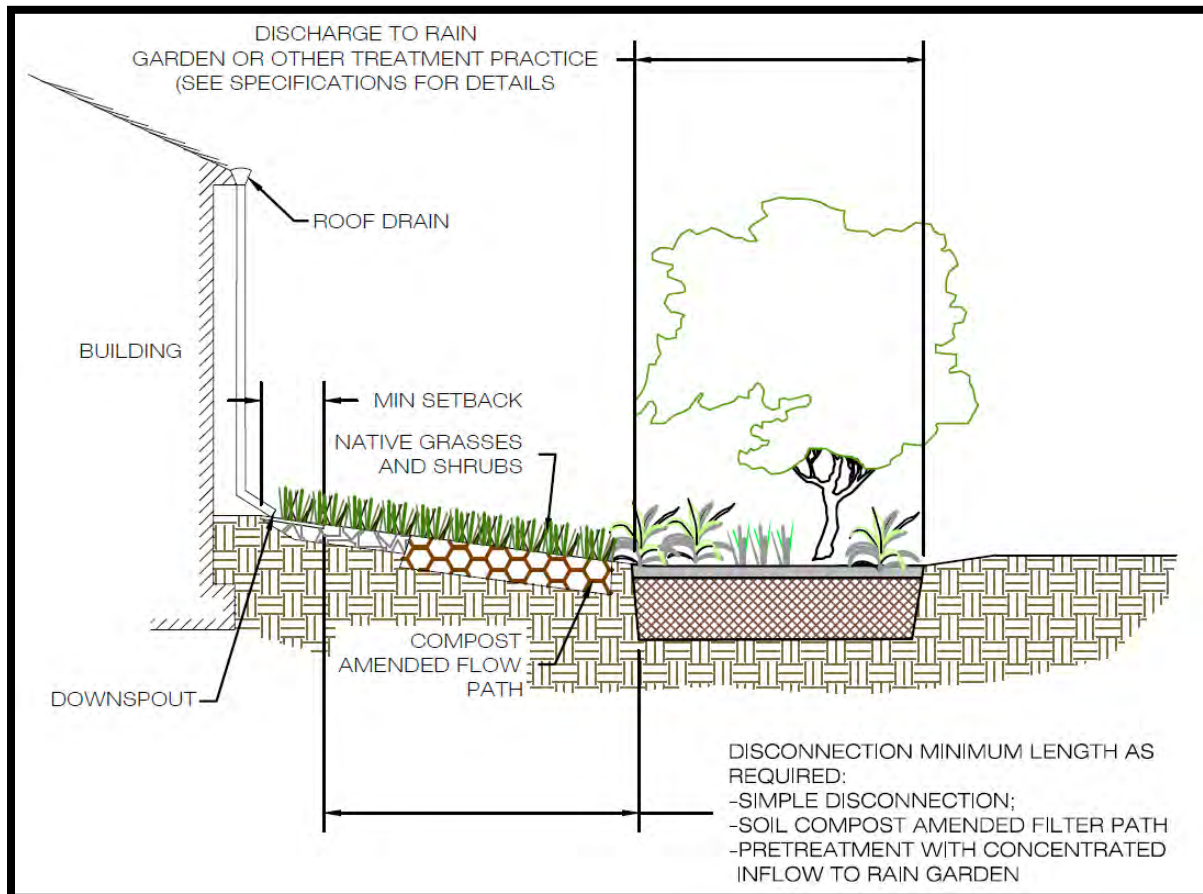 DISCHARGE TO RAIN
GARDEN OR OTHER TREATMENT PRACTICE
(SEE SPECIFICATIONS FOR DETAILS
ROOF DRAIN
BUILDING
MIN SETBACK
NATIVE GRASSES
AND SHRUBS
COMPOST
AMENDED FLOW
PATH
DOWNSPOUT
DISCONNECTION MINIMUM LENGTH AS
REQUIRED:
-SIMPLE DISCONNECTION;
-SOIL COMPOST AMENDED FILTER PATH
-PRETREATMENT WITH CONCENTRATED
INFLOW TO RAIN GARDEN